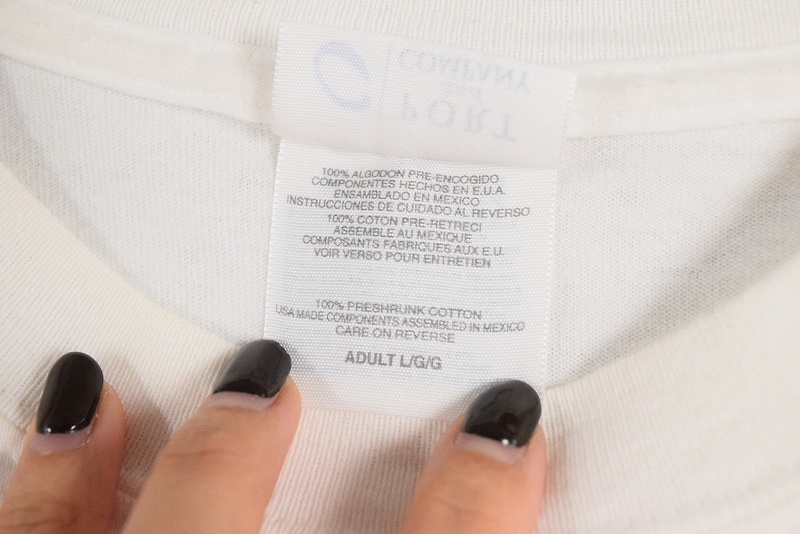 COMPANY
and
PORT
100% ALGODON PRE-ENCOGIDO
COMPONENTES HECHOS EN E.U.A.
ENSAMBLADO EN MEXICO
INSTRUCCIONES DE CUIDADO AL REVERSO
100% COTON PRE-RETRECI
ASSEMBLE AU MEXIQUE
COMPOSANTS FABRIQUES AUX E.U.
VOIR VERSO POUR ENTRETIEN
100% PRESHRUNK COTTON
USA MADE COMPONENTS ASSEMBLED IN MEXICO
CARE ON REVERSE
ADULT L/G/G